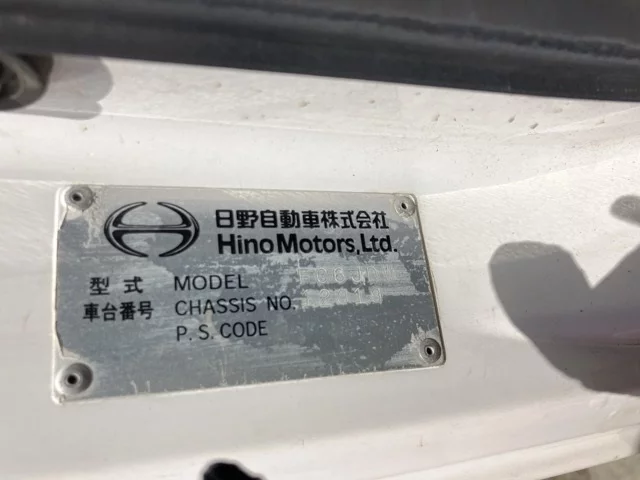 日野自動車株式会社
Hino Motors, Ltd.
型式 MODEL
車台番号 CHASSIS NO.
P. S. CODE